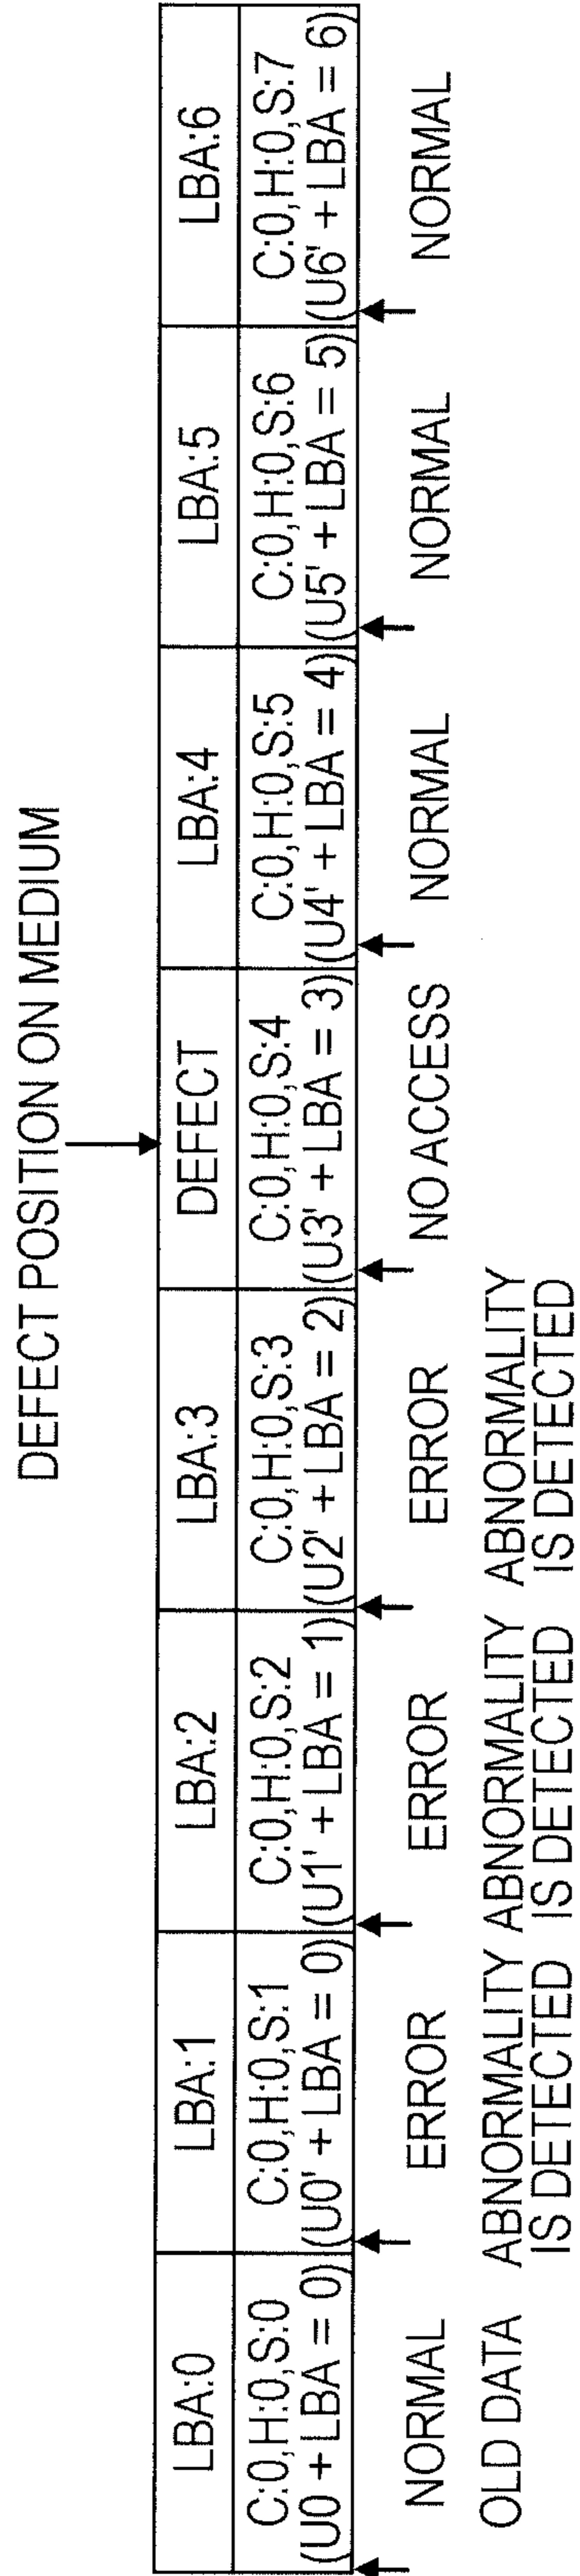 DEFECT POSITION ON MEDIUM
LBA:0 LBA:1 LBA:2 LBA:3 DEFECT LBA:4 LBA:5 LBA:6
C:0,H:0,S:0 C:0,H:0,S:1 C:0,H:0,S:2 C:0,H:0,S:3 C:0,H:0,S:4 C:0,H:0,S:5 C:0,H:0,S:6 C:0,H:0,S:7
(U0 + LBA = 0) (U0' + LBA = 0) (U1' + LBA = 1) (U2' + LBA = 2) (U3' + LBA = 3) (U4' + LBA = 4) (U5' + LBA = 5) (U6' + LBA = 6)
NORMAL ERROR ERROR ERROR NO ACCESS NORMAL NORMAL NORMAL
OLD DATA ABNORMALITY ABNORMALITY ABNORMALITY
IS DETECTED IS DETECTED IS DETECTED